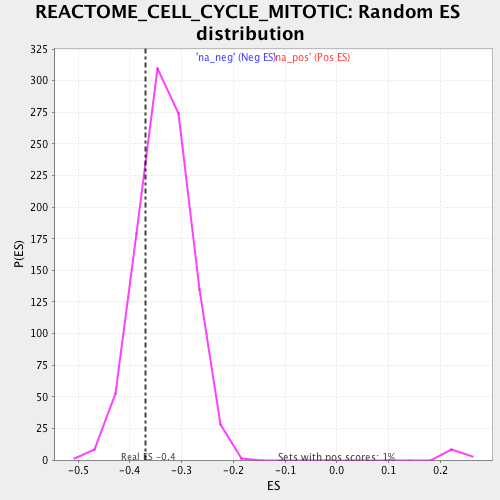 REACTOME_CELL_CYCLE_MITOTIC: Random ES
distribution
'na_neg' (Neg ES) 'na_pos' (Pos ES)
325
300
275
250
225
200
175
150
125
100
75
50
25
0
P(ES)
Real ES -0.4
Sets with pos scores: 1%
-0.5 -0.4 -0.3 -0.2 -0.1 0.0 0.1 0.2
ES